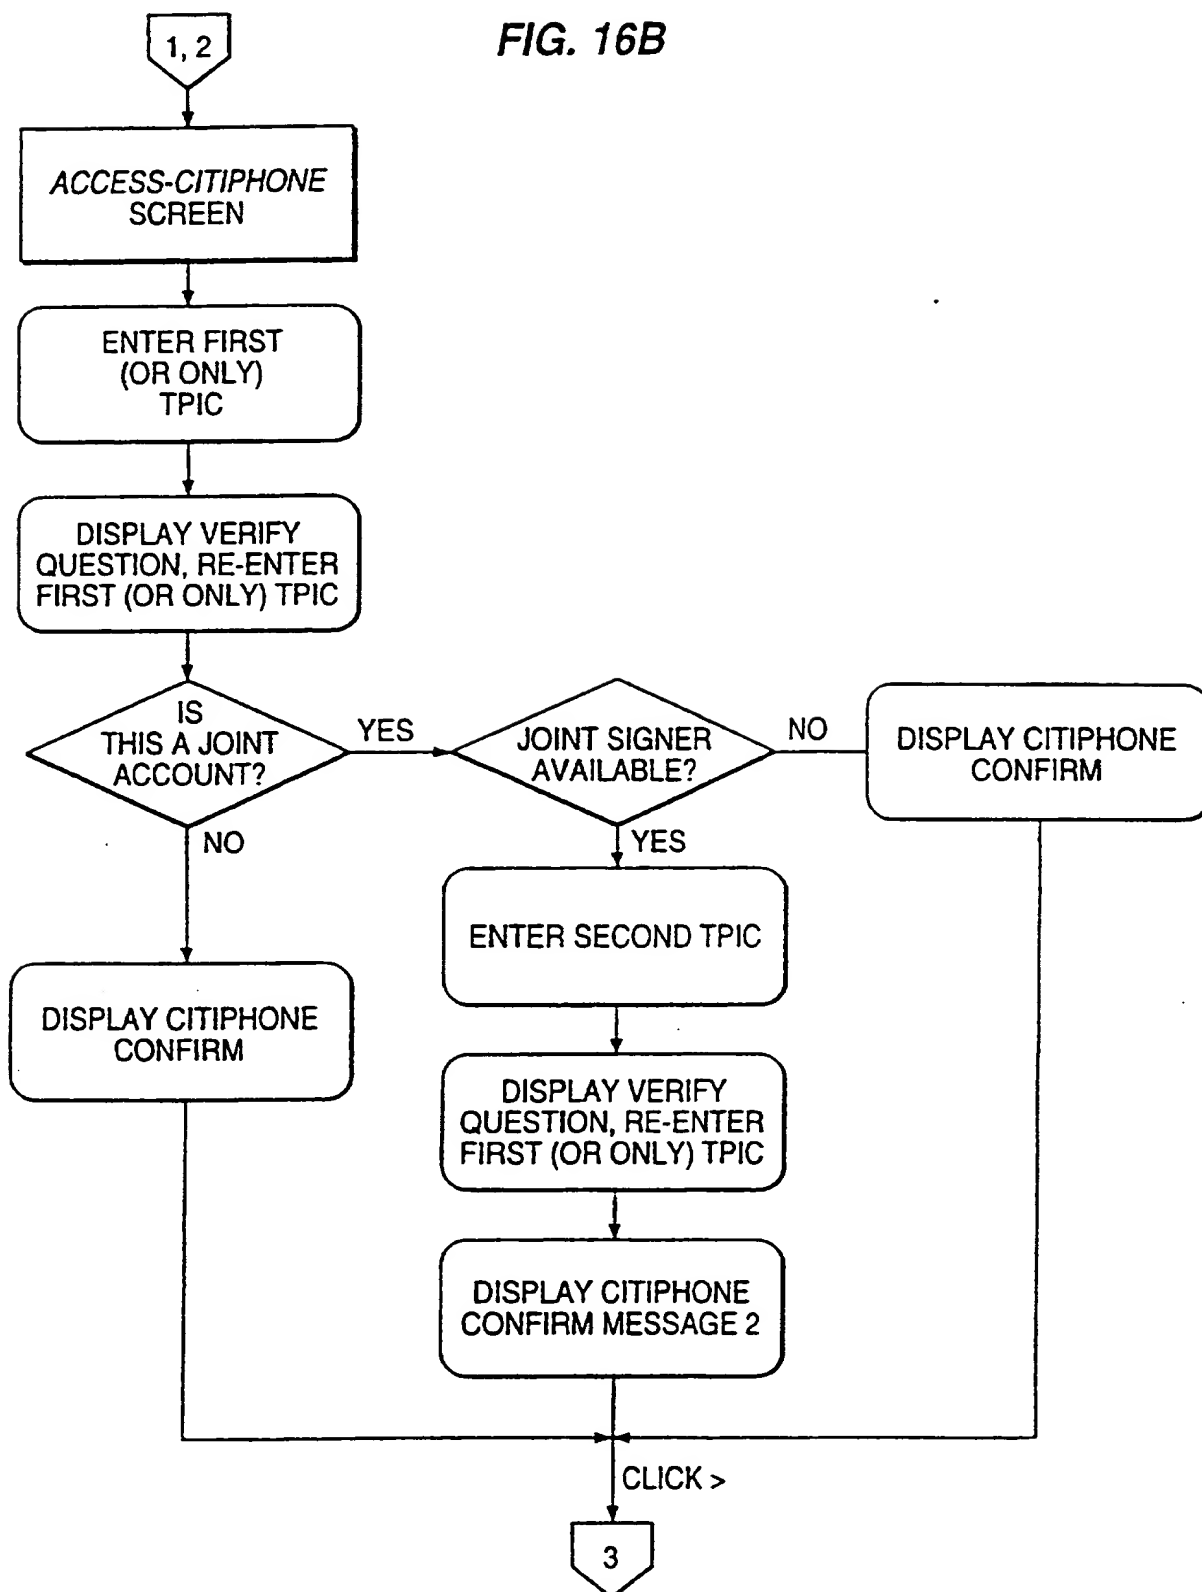 FIG. 16B
1, 2
ACCESS-CITIPHONE
SCREEN
ENTER FIRST
(OR ONLY)
TPIC
DISPLAY VERIFY
QUESTION, RE-ENTER
FIRST (OR ONLY) TPIC
IS
THIS A JOINT
ACCOUNT?
YES
JOINT SIGNER
AVAILABLE?
NO
DISPLAY CITIPHONE
CONFIRM
NO
YES
ENTER SECOND TPIC
DISPLAY CITIPHONE
CONFIRM
DISPLAY VERIFY
QUESTION, RE-ENTER
FIRST (OR ONLY) TPIC
DISPLAY CITIPHONE
CONFIRM MESSAGE 2
CLICK >
3